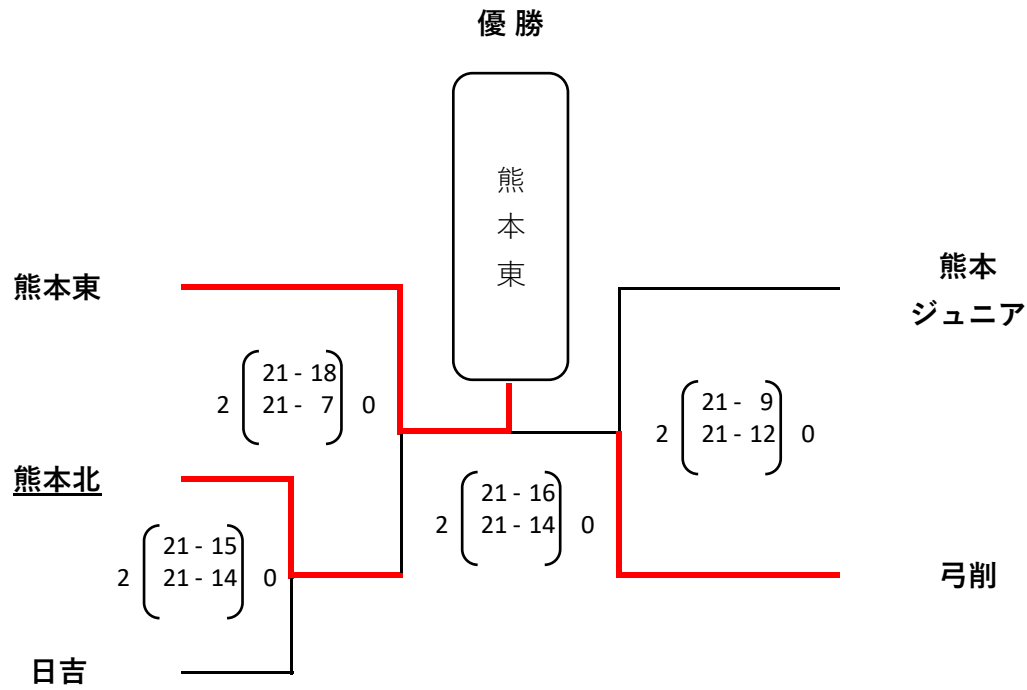 優 勝
熊
本
東
熊本東
熊本
ジュニア
21 - 18
2 21 - 7 0
21 - 9
2 21 - 12 0
熊本北
21 - 16
2 21 - 14 0
21 - 15
2 21 - 14 0
弓削
日吉